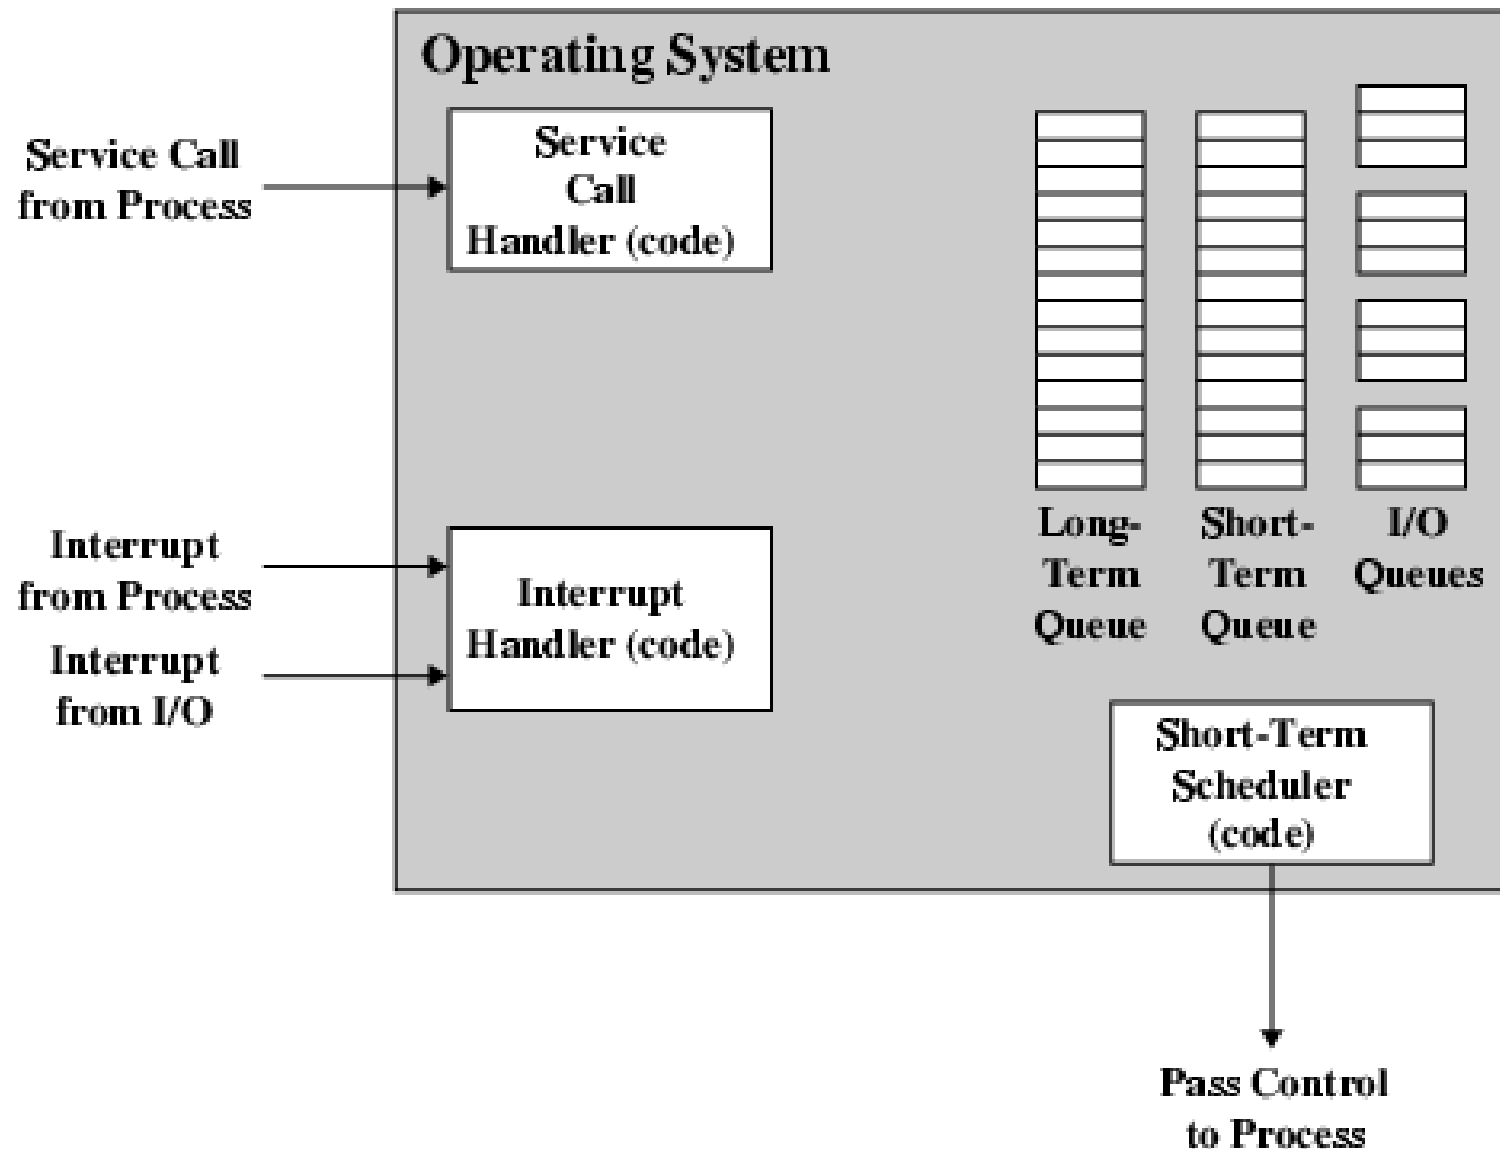 Operating System
Service Call
from Process
Service
Call
Handler (code)
Interrupt
from Process
Interrupt
from I/O
Interrupt
Handler (code)
Long-
Term
Queue
Short-
Term
Queue
I/O
Queues
Short-Term
Scheduler
(code)
Pass Control
to Process